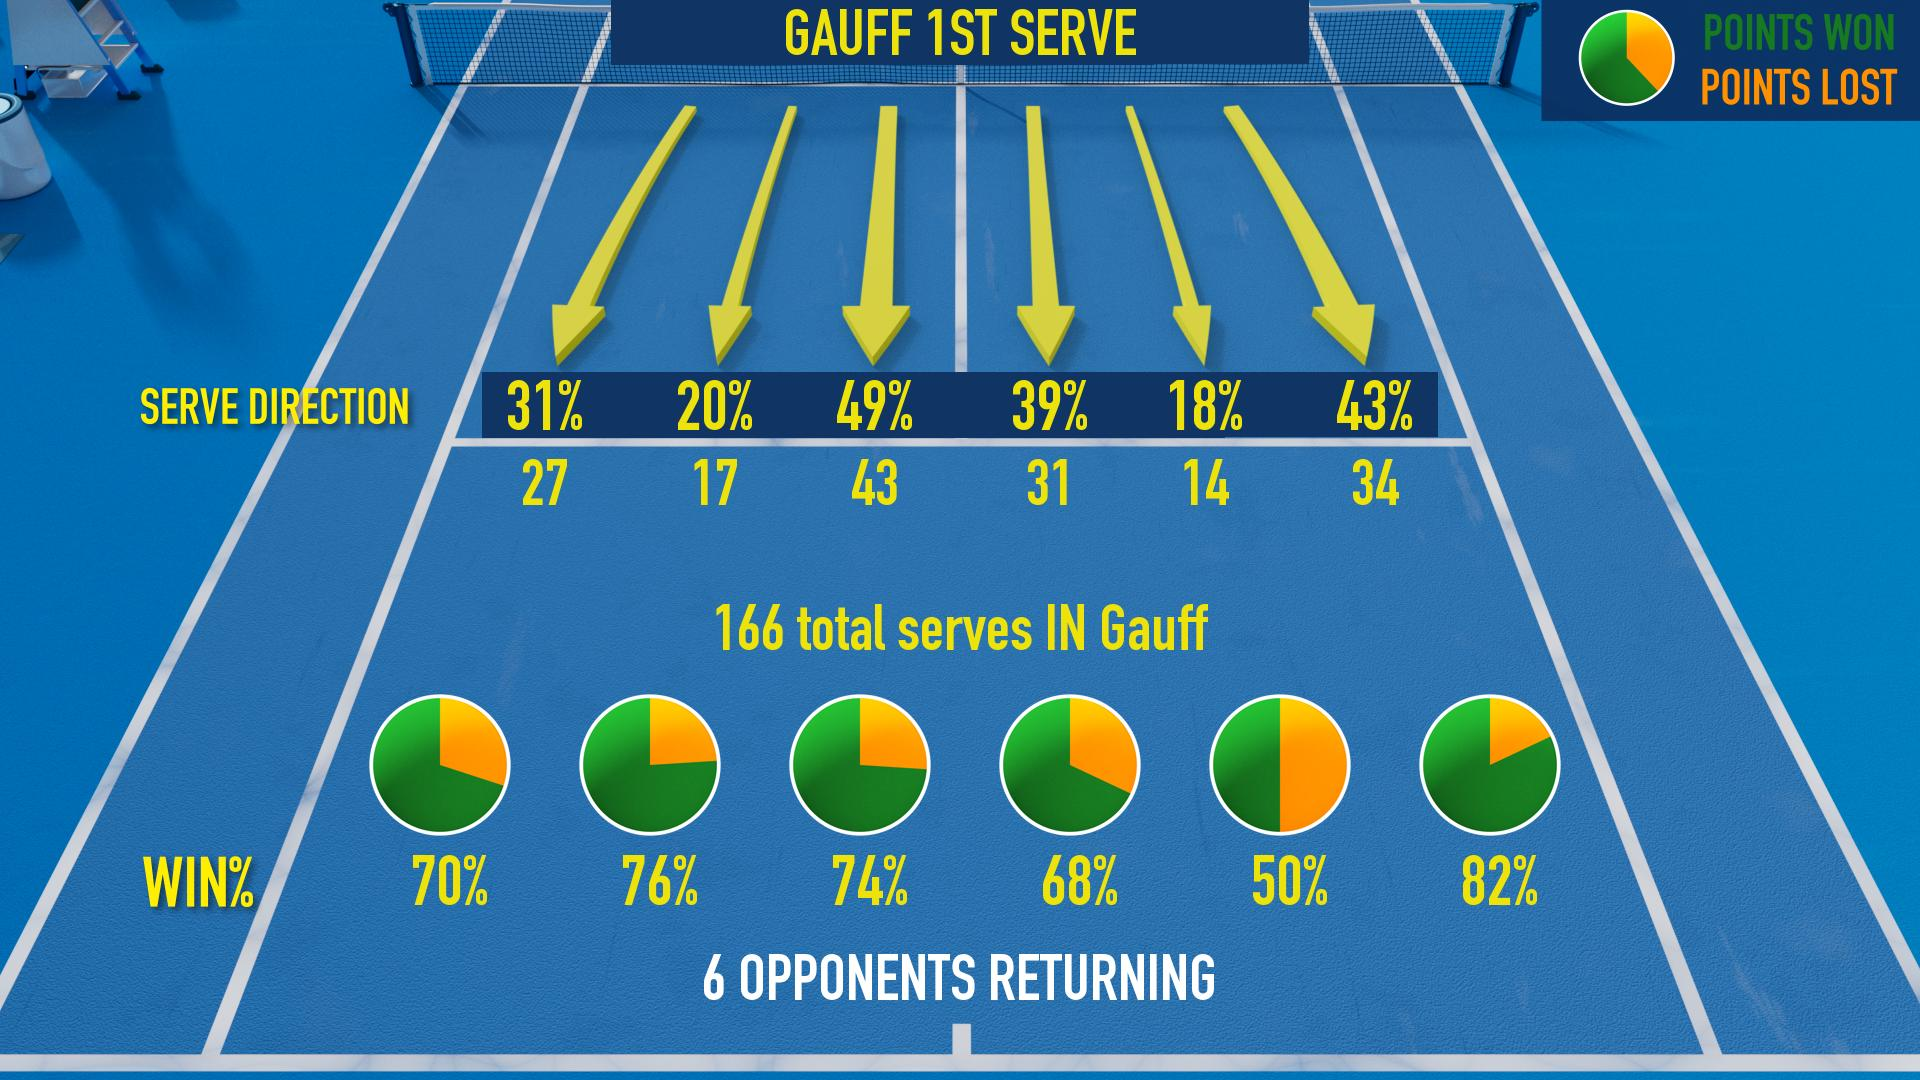 GAUFF 1ST SERVE
POINTS WON
POINTS LOST
SERVE DIRECTION 31% 20% 49% 39% 18% 43%
27 17 43 31 14 34
166 total serves IN Gauff
WIN% 70% 76% 74% 68% 50% 82%
6 OPPONENTS RETURNING